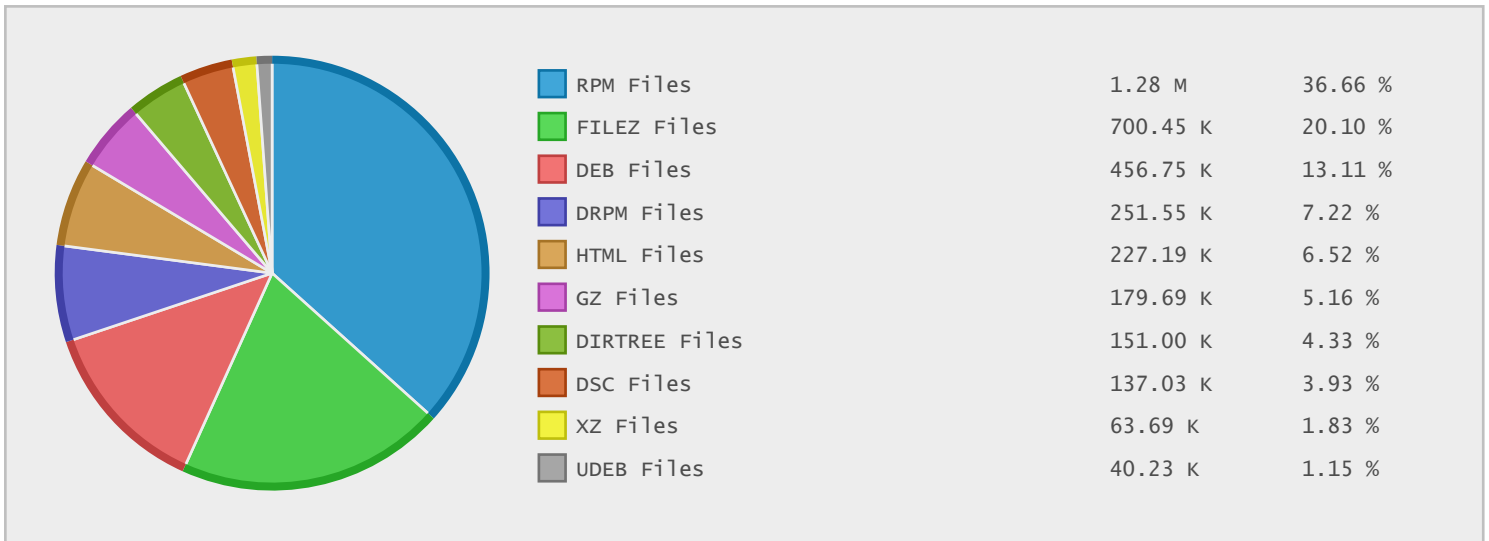 RPM Files 1.28 M 36.66 %
FILEZ Files 700.45 K 20.10 %
DEB Files 456.75 K 13.11 %
DRPM Files 251.55 K 7.22 %
HTML Files 227.19 K 6.52 %
GZ Files 179.69 K 5.16 %
DIRTREE Files 151.00 K 4.33 %
DSC Files 137.03 K 3.93 %
XZ Files 63.69 K 1.83 %
UDEB Files 40.23 K 1.15 %